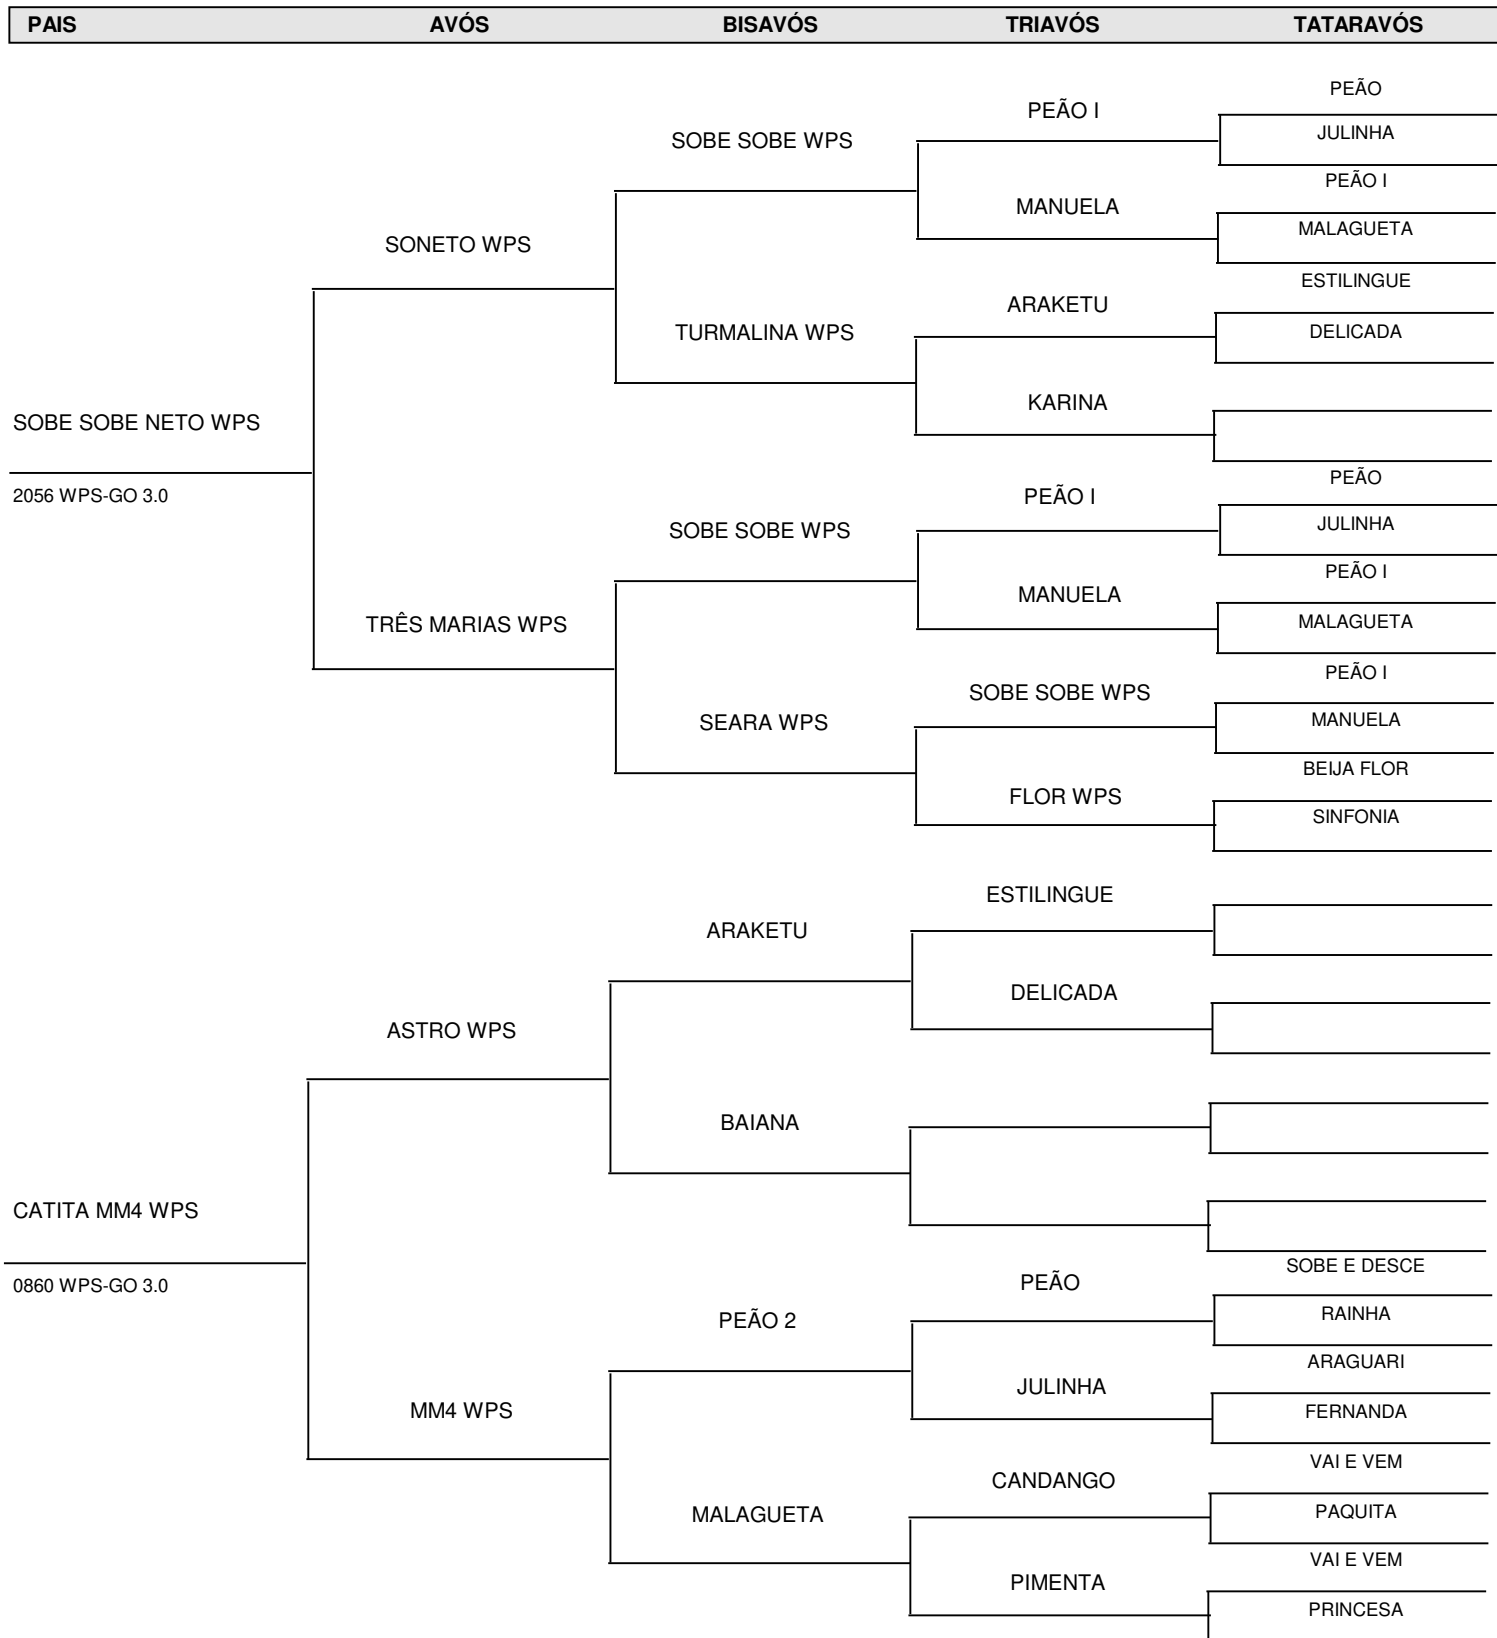 PAIS AVÓS BISAVÓS TRIAVÓS TATARAVÓS
PEÃO
PEÃO I
JULINHA
SOBE SOBE WPS
PEÃO I
MANUELA
MALAGUETA
SONETO WPS
ESTILINGUE
ARAKETU
TURMALINA WPS
DELICADA
KARINA
SOBE SOBE NETO WPS
2056 WPS-GO 3.0
PEÃO
PEÃO I
JULINHA
SOBE SOBE WPS
PEÃO I
MANUELA
MALAGUETA
TRÊS MARIAS WPS
PEÃO I
SOBE SOBE WPS
MANUELA
SEARA WPS
BEIJA FLOR
FLOR WPS
SINFONIA
ESTILINGUE
ARAKETU
DELICADA
ASTRO WPS
BAIANA
CATITA MM4 WPS
0860 WPS-GO 3.0
SOBE E DESCE
PEÃO
RAINHA
PEÃO 2
ARAGUARI
JULINHA
FERNANDA
MM4 WPS
VAI E VEM
CANDANGO
PAQUITA
MALAGUETA
VAI E VEM
PIMENTA
PRINCESA